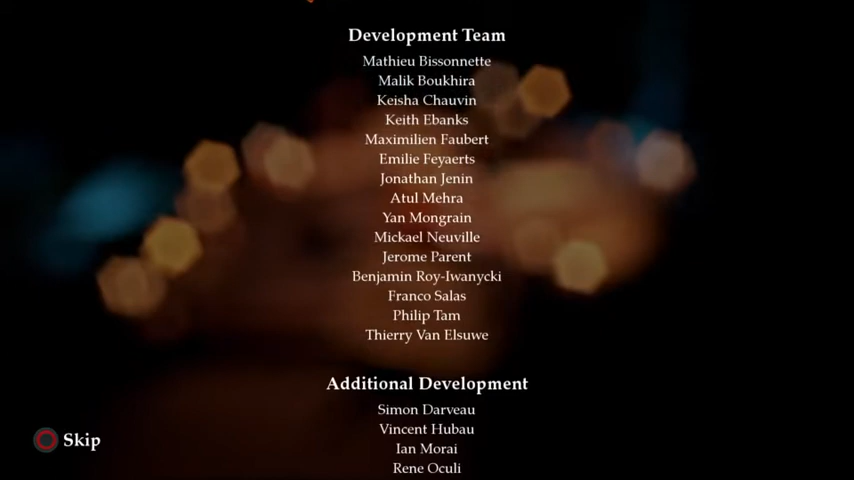 Development Team
Mathieu Bissonnette
Malik Boukhira
Keisha Chauvin
Keith Ebanks
Maximilien Faubert
Emilie Feyaerts
Jonathan Jenin
Atul Mehra
Yan Mongrain
Mickael Neuville
Jerome Parent
Benjamin Roy-Iwanycki
Franco Salas
Philip Tam
Thierry Van Elsuwe
Additional Development
Simon Darveau
Vincent Hubau
Ian Morai
Rene Oculi
Skip